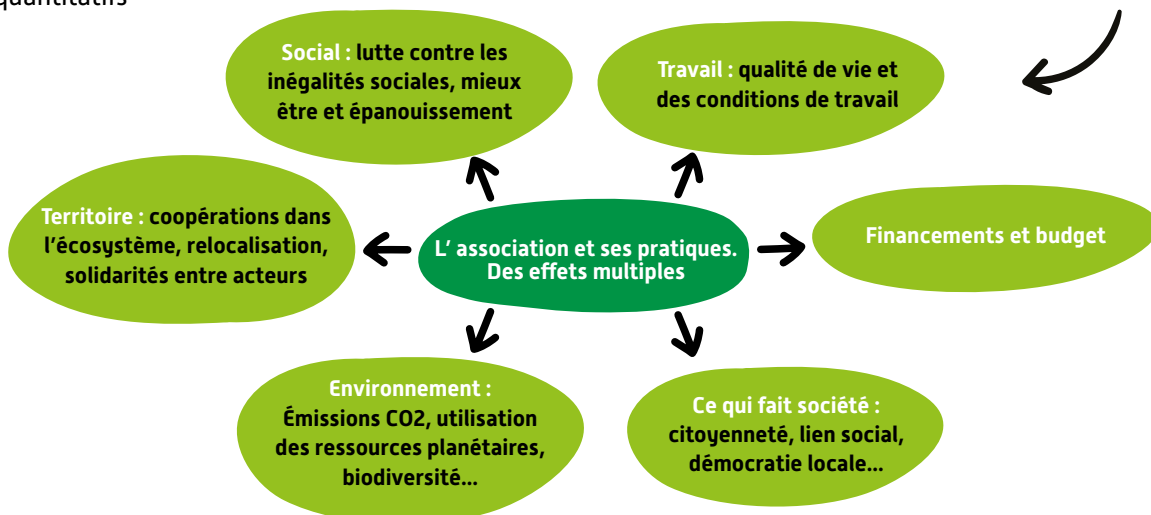 quantitatifs
Social : lutte contre les
inégalités sociales, mieux
être et épanouissement
Travail : qualité de vie et
des conditions de travail
Territoire : coopérations dans
l'écosystème, relocalisation,
solidarités entre acteurs
L' association et ses pratiques.
Des effets multiples
Financements et budget
Environnement :
Émissions CO2, utilisation
des ressources planétaires,
biodiversité...
Ce qui fait société :
citoyenneté, lien social,
démocratie locale...